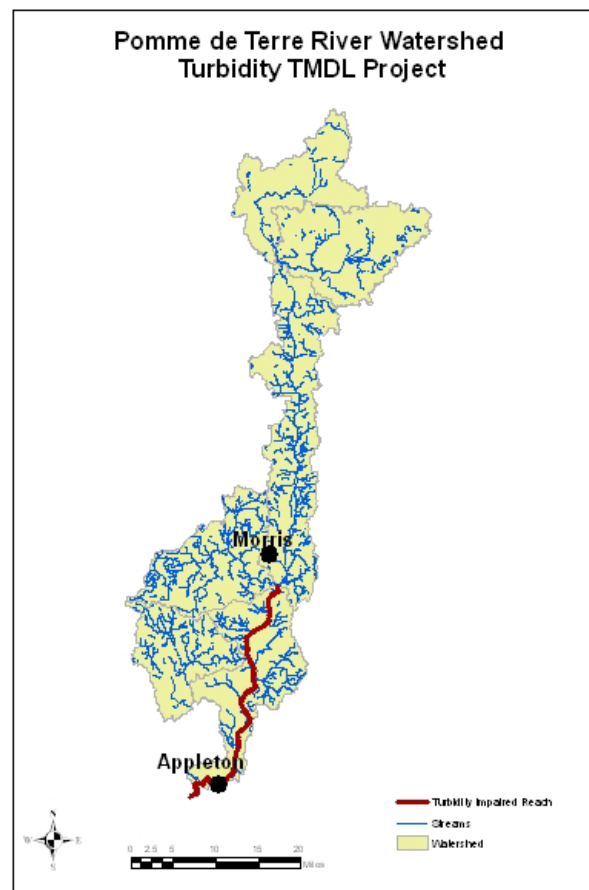 Pomme de Terre River Watershed
Turbidity TMDL Project
Morris
Appleton
N
W E
S
0 2.5 5 10 15 20
Miles
Turbidity Impaired Reach
Streams
Watershed